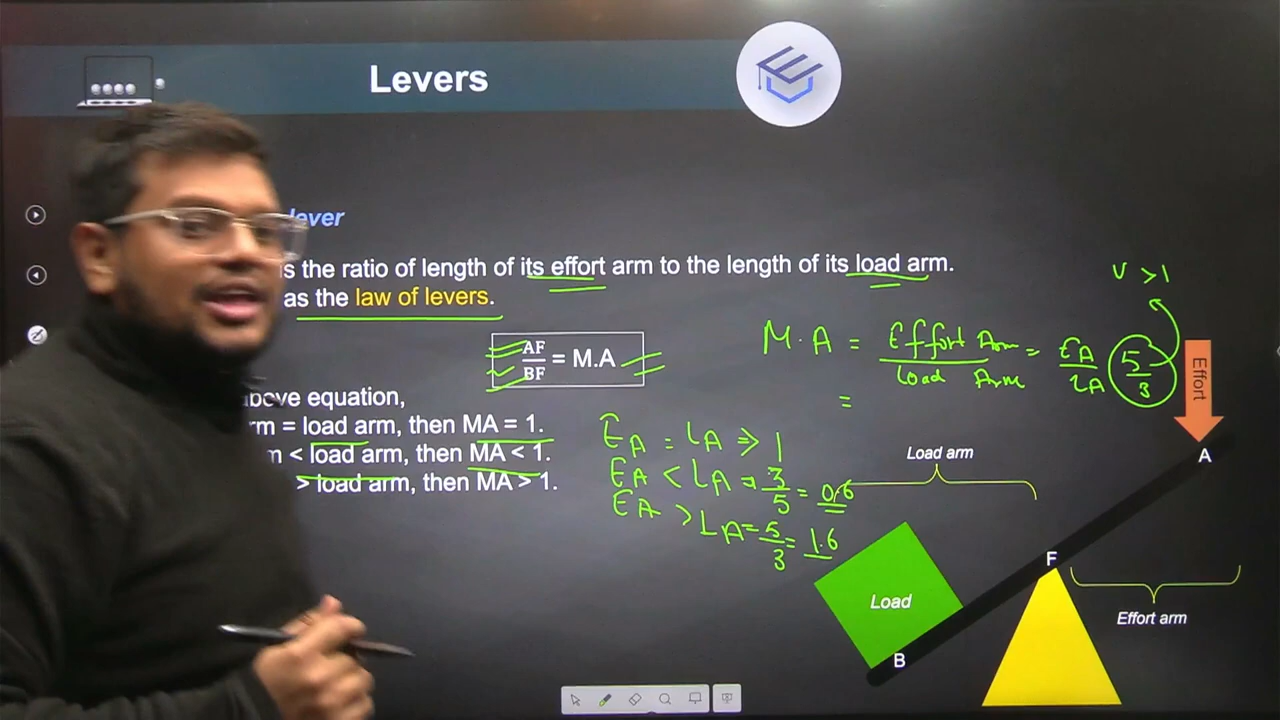 Levers
lever
is the ratio of length of its effort arm to the length of its load arm.
as the law of levers.
AF
BF
= M.A
above equation,
rm = load arm, then MA = 1.
m < load arm, then MA < 1.
> load arm, then MA > 1.
M.A = Effort Arm
Load Arm
= EA
LA
5
3
>1
=
EA = LA ⇒ 1
EA < LA = 3
5
= 0.6
EA > LA = 5
3
= 1.6
Effort
A
Load arm
F
Effort arm
Load
B